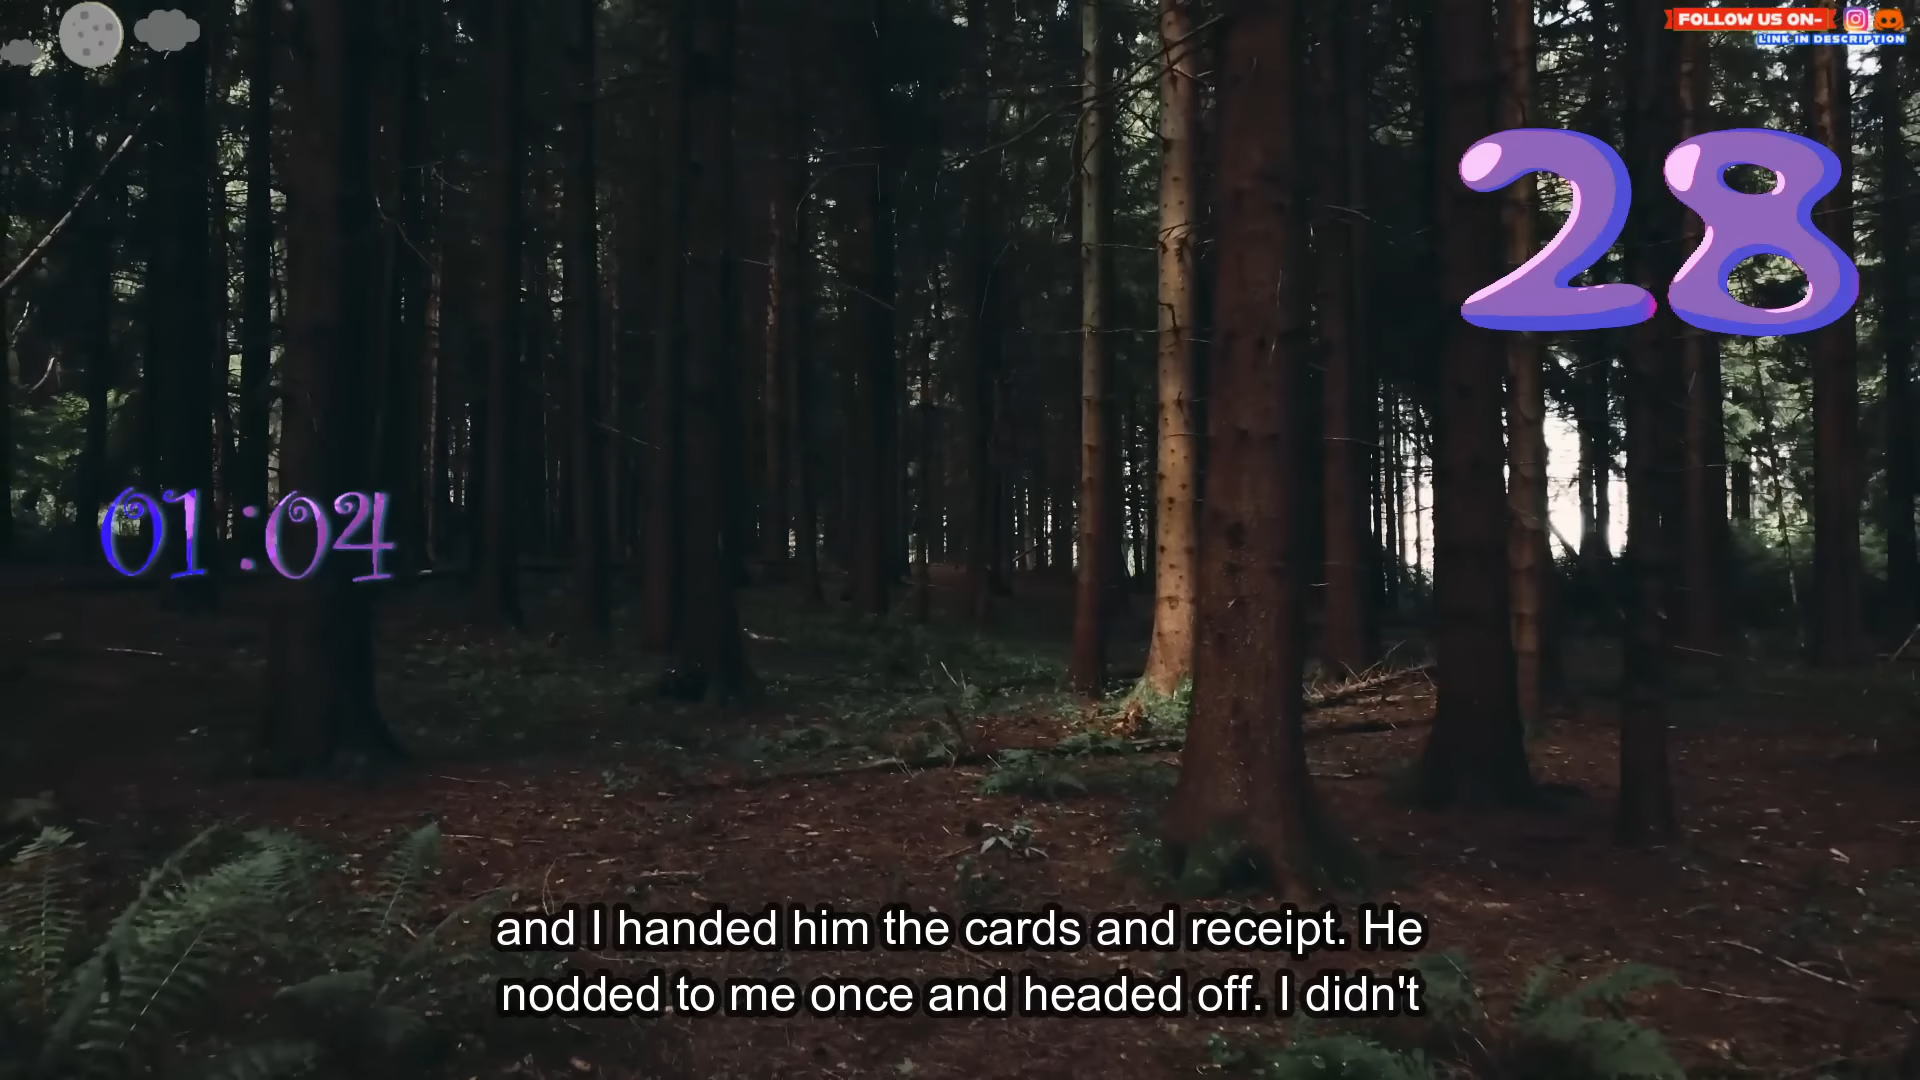 FOLLOW US ON-
LINK IN DESCRIPTION
28
01:04
and I handed him the cards and receipt. He
nodded to me once and headed off. I didn't